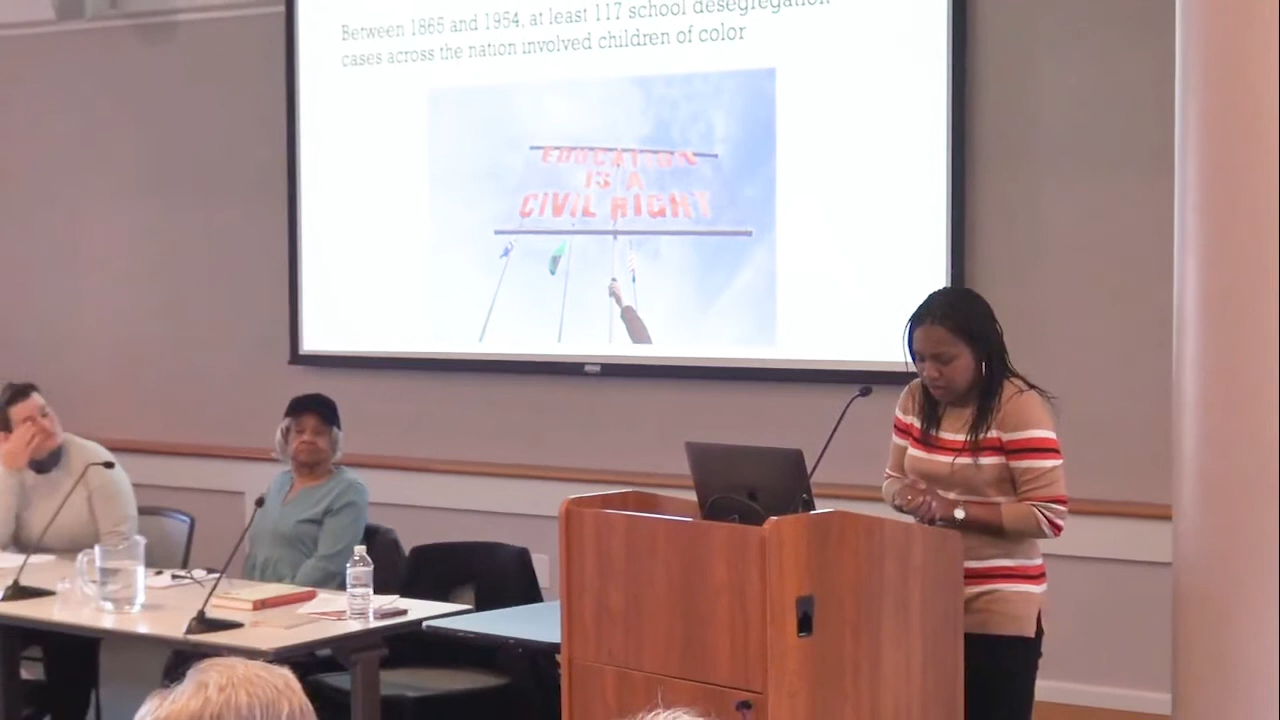 Between 1865 and 1954, at least 117 school desegregation
cases across the nation involved children of color
EDUCATION
IS A
CIVIL RIGHT